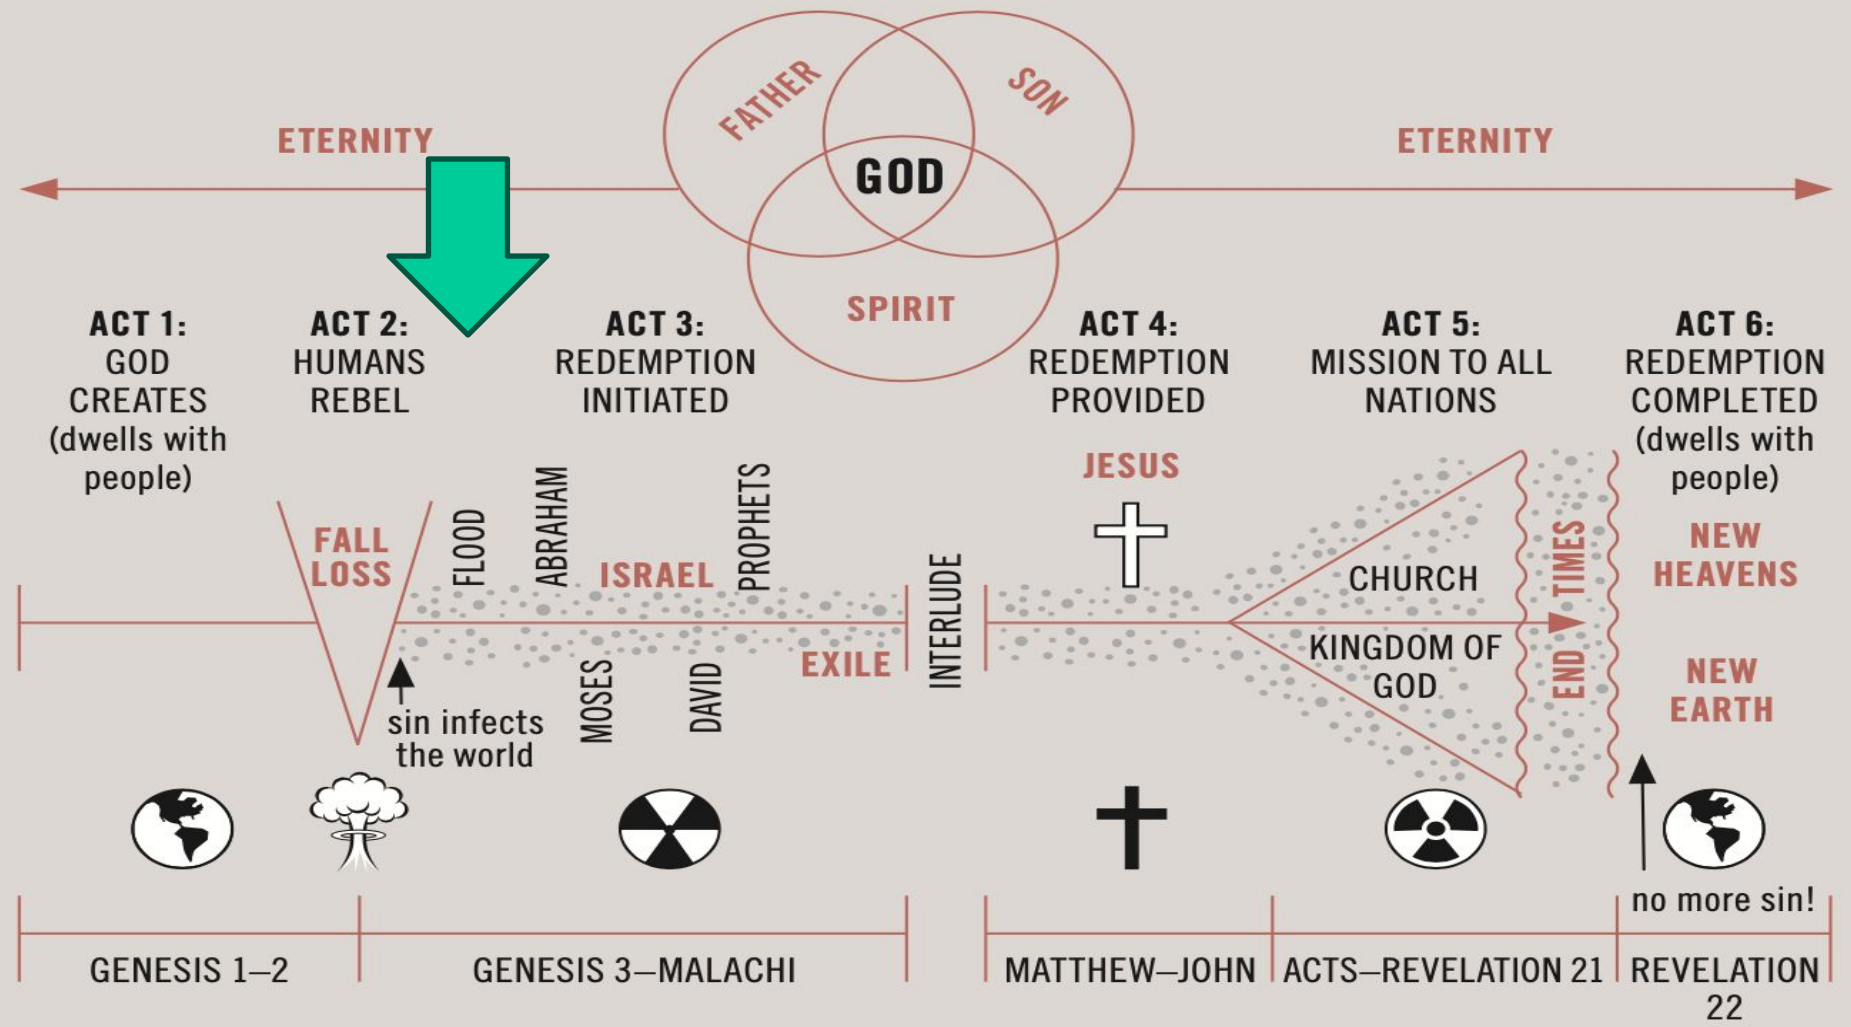 FATHER
SON
ETERNITY
GOD
ETERNITY
SPIRIT
ACT 1:
GOD
CREATES
(dwells with
people)
ACT 2:
HUMANS
REBEL
ACT 3:
REDEMPTION
INITIATED
ACT 4:
REDEMPTION
PROVIDED
ACT 5:
MISSION TO ALL
NATIONS
ACT 6:
REDEMPTION
COMPLETED
(dwells with
people)
FALL
LOSS
FLOOD
ABRAHAM
ISRAEL
PROPHETS
MOSES
DAVID
EXILE
sin infects
the world
INTERLUDE
JESUS
CHURCH
KINGDOM OF
GOD
END TIMES
NEW
HEAVENS
NEW
EARTH
no more sin!
GENESIS 1–2
GENESIS 3–MALACHI
MATTHEW–JOHN
ACTS–REVELATION 21
REVELATION
22